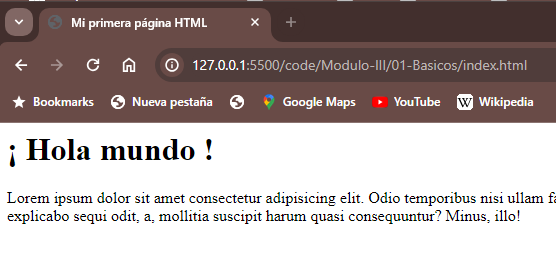 Mi primera página HTML
127.0.0.1:5500/code/Modulo-III/01-Basicos/index.html
Bookmarks Nueva pestaña Google Maps YouTube W Wikipedia
¡ Hola mundo !
Lorem ipsum dolor sit amet consectetur adipisicing elit. Odio temporibus nisi ullam
explicabo sequi odit, a, mollitia suscipit harum quasi consequuntur? Minus, illo!